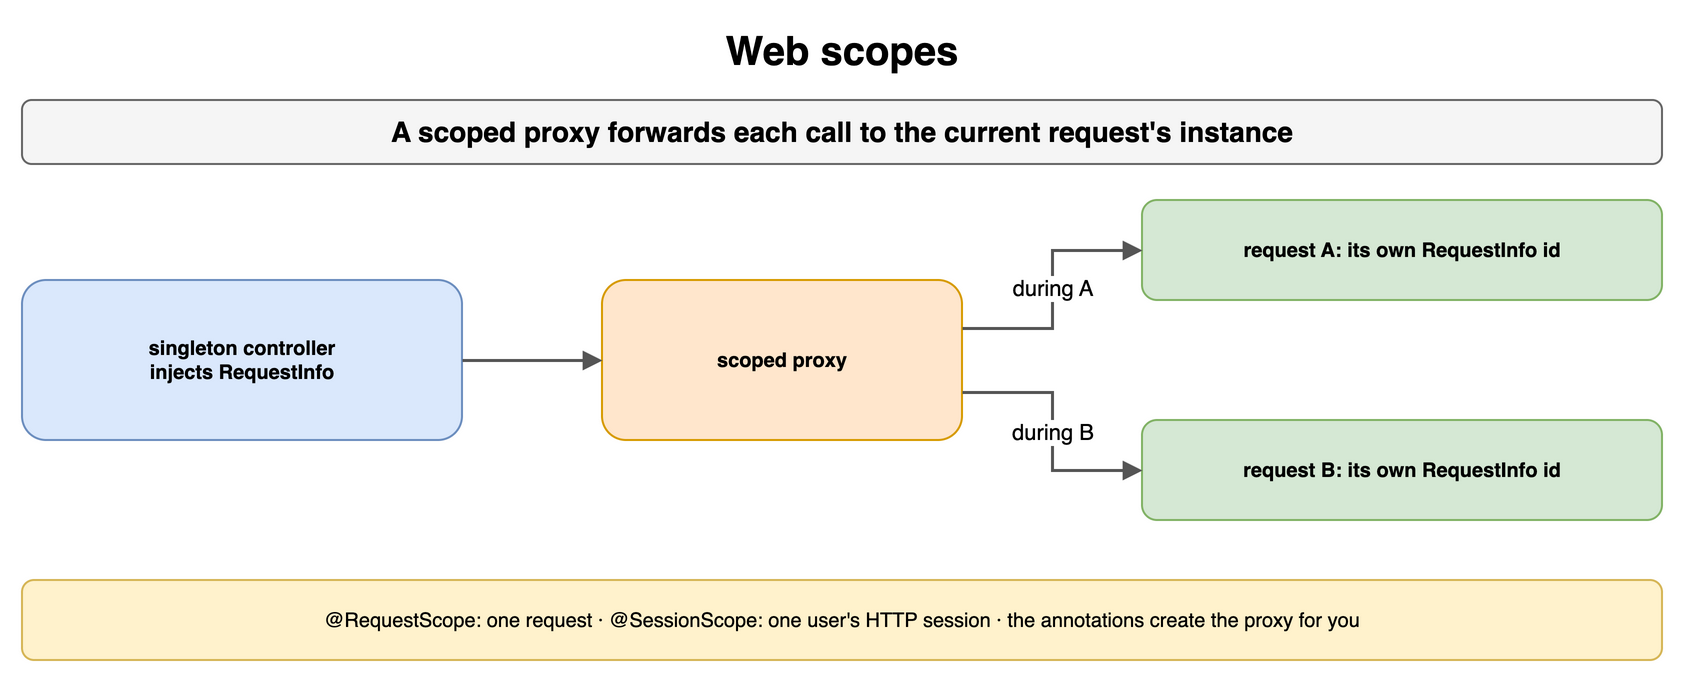 Web scopes
A scoped proxy forwards each call to the current request's instance
singleton controller
injects RequestInfo
scoped proxy
during A
during B
request A: its own RequestInfo id
request B: its own RequestInfo id
@RequestScope: one request · @SessionScope: one user's HTTP session · the annotations create the proxy for you